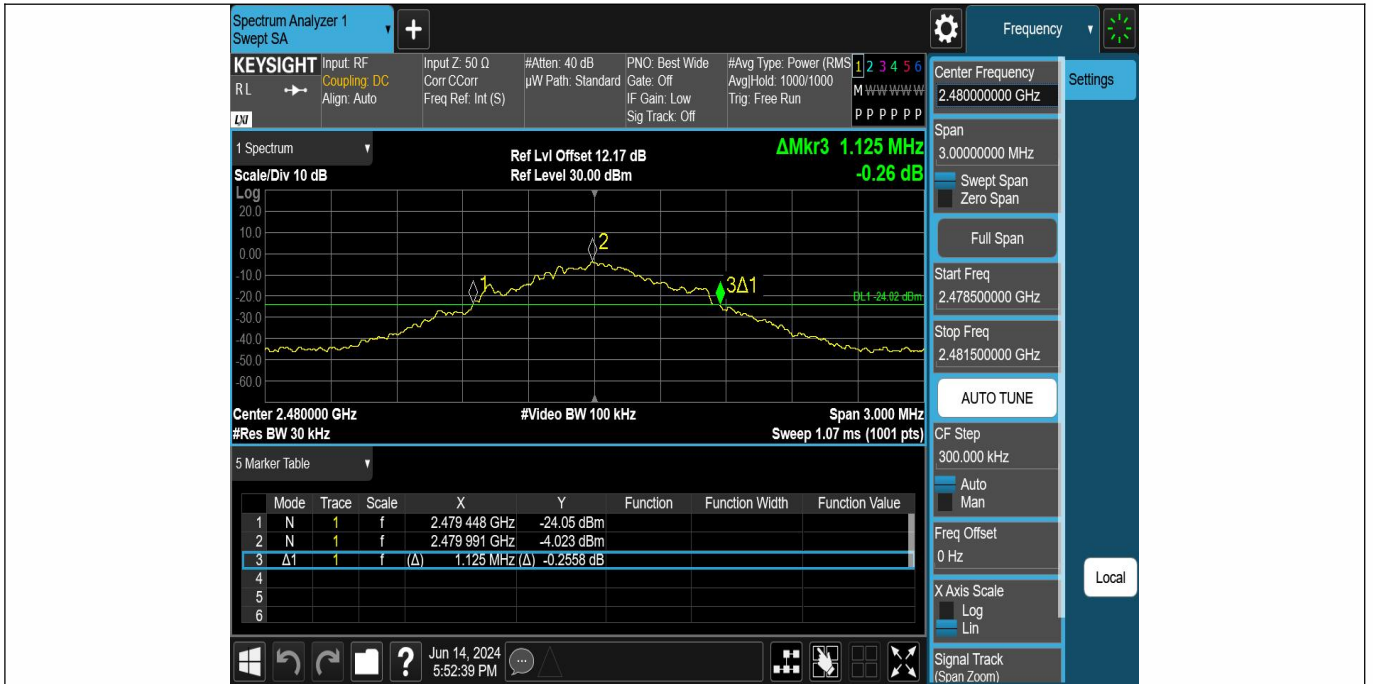 Spectrum Analyzer 1
Swept SA
+
Frequency
KEYSIGHT
RL
LXI
Input: RF
Coupling: DC
Align: Auto
Input Z: 50 Ω
Corr CCorr
Freq Ref: Int (S)
#Atten: 40 dB
µW Path: Standard
PNO: Best Wide
Gate: Off
IF Gain: Low
Sig Track: Off
#Avg Type: Power (RMS
Avg|Hold: 1000/1000
Trig: Free Run
1 2 3 4 5 6
M W W W W W
P P P P P P
1 Spectrum
Scale/Div 10 dB
Ref Lvl Offset 12.17 dB
Ref Level 30.00 dBm
ΔMkr3 1.125 MHz
-0.26 dB
Log
20.0
10.0
0.00
-10.0
-20.0
-30.0
-40.0
-50.0
-60.0
1
2
3Δ1
DL1 -24.02 dBm
Center 2.480000 GHz
#Video BW 100 kHz
Span 3.000 MHz
#Res BW 30 kHz
Sweep 1.07 ms (1001 pts)
5 Marker Table
Mode Trace Scale X Y Function Function Width Function Value
1 N 1 f 2.479 448 GHz -24.05 dBm
2 N 1 f 2.479 991 GHz -4.023 dBm
3 Δ1 1 f (Δ) 1.125 MHz (Δ) -0.2558 dB
4
5
6
?
Jun 14, 2024
5:52:39 PM
Center Frequency
2.480000000 GHz
Span
3.00000000 MHz
Swept Span
Zero Span
Full Span
Start Freq
2.478500000 GHz
Stop Freq
2.481500000 GHz
AUTO TUNE
CF Step
300.000 kHz
Auto
Man
Freq Offset
0 Hz
X Axis Scale
Log
Lin
Signal Track
(Span Zoom)
Settings
Local